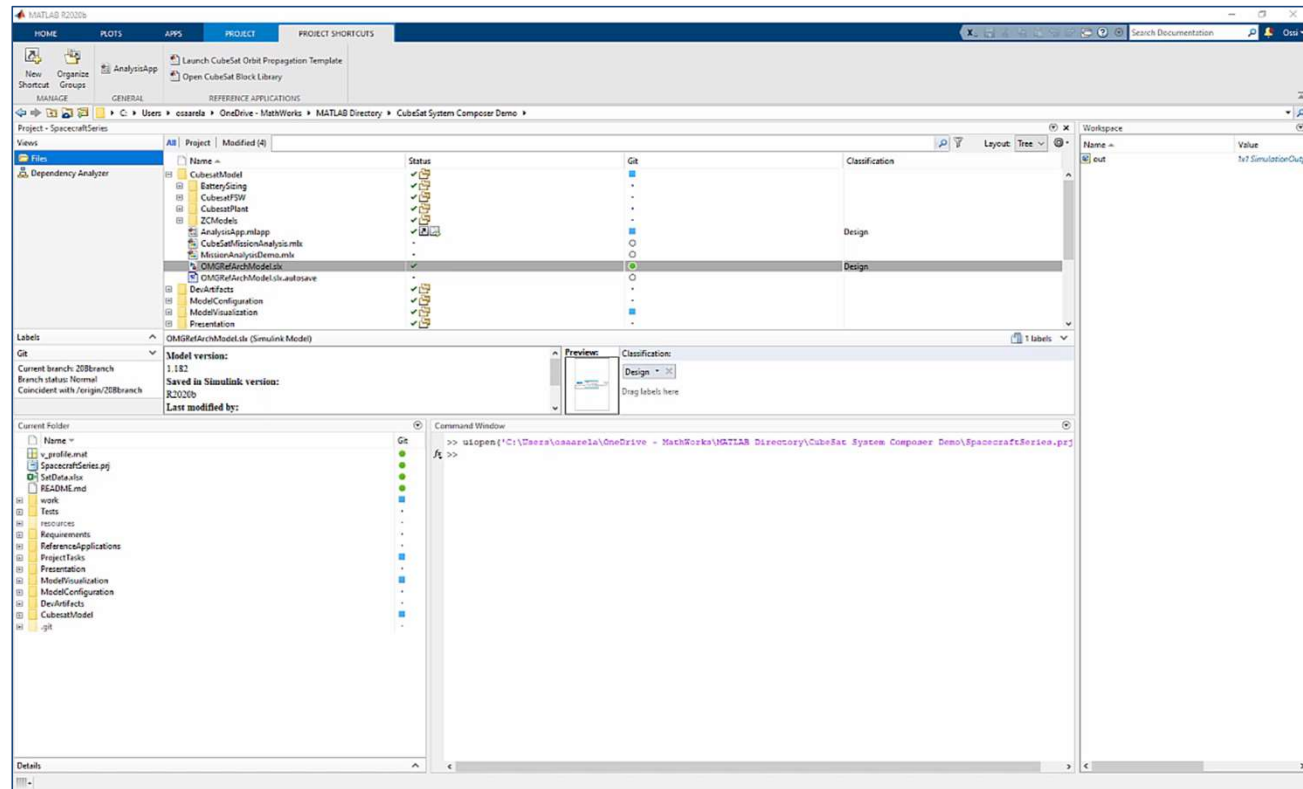 MATLAB R2020b
HOME PLOTS APPS PROJECT PROJECT SHORTCUTS Search Documentation Ossi
New Shortcut Organize Groups AnalysisApp Launch CubeSat Orbit Propagation Template
Open CubeSat Block Library
MANAGE GENERAL REFERENCE APPLICATIONS
C: Users osaarela OneDrive - MathWorks MATLAB Directory CubeSat System Composer Demo
Project - SpacecraftSeries Workspace
Views All Project Modified (4) Layout: Tree Name Value
Files Name Status Git Classification out 1x1 SimulationOutp
Dependency Analyzer CubesatModel
BatterySizing
CubesatFSW
CubesatPlant
ZCModels
AnalysisApp.mlapp Design
CubeSatMissionAnalysis.mlx
MissionAnalysisDemo.mlx
OMGRefArchModel.slx Design
OMGRefArchModel.slx.autosave
DevArtifacts
ModelConfiguration
ModelVisualization
Presentation
Labels OMGRefArchModel.slx (Simulink Model) 1 labels
Git Model version: Preview: Classification:
Current branch: 20Bbranch 1.182 Design
Branch status: Normal Saved in Simulink version: Drag labels here
Coincident with /origin/20Bbranch R2020b
Last modified by:
Current Folder Command Window
Name Git >> uiopen('C:\Users\osaarela\OneDrive - MathWorks\MATLAB Directory\CubeSat System Composer Demo\SpacecraftSeries.prj
v_profile.mat fx >>
SpacecraftSeries.prj
SatData.xlsx
README.md
work
Tests
resources
Requirements
ReferenceApplications
ProjectTasks
Presentation
ModelVisualization
ModelConfiguration
DevArtifacts
CubesatModel
.git
Details